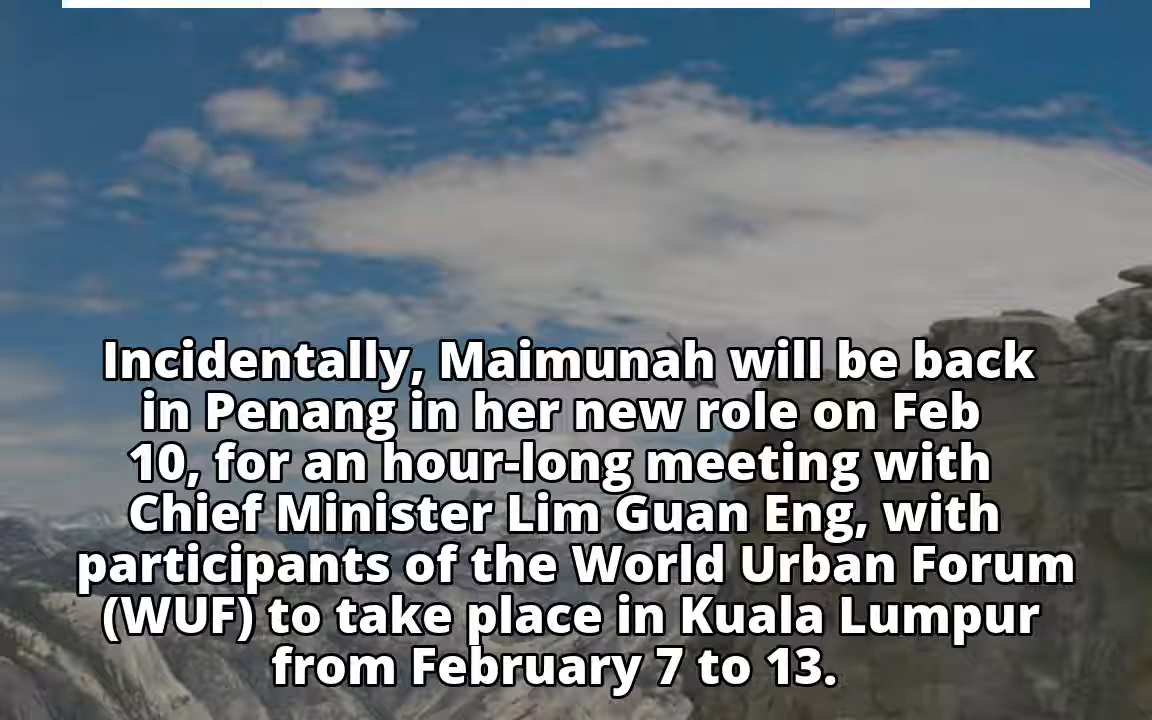 Incidentally, Maimunah will be back
in Penang in her new role on Feb
10, for an hour-long meeting with
Chief Minister Lim Guan Eng, with
participants of the World Urban Forum
(WUF) to take place in Kuala Lumpur
from February 7 to 13.